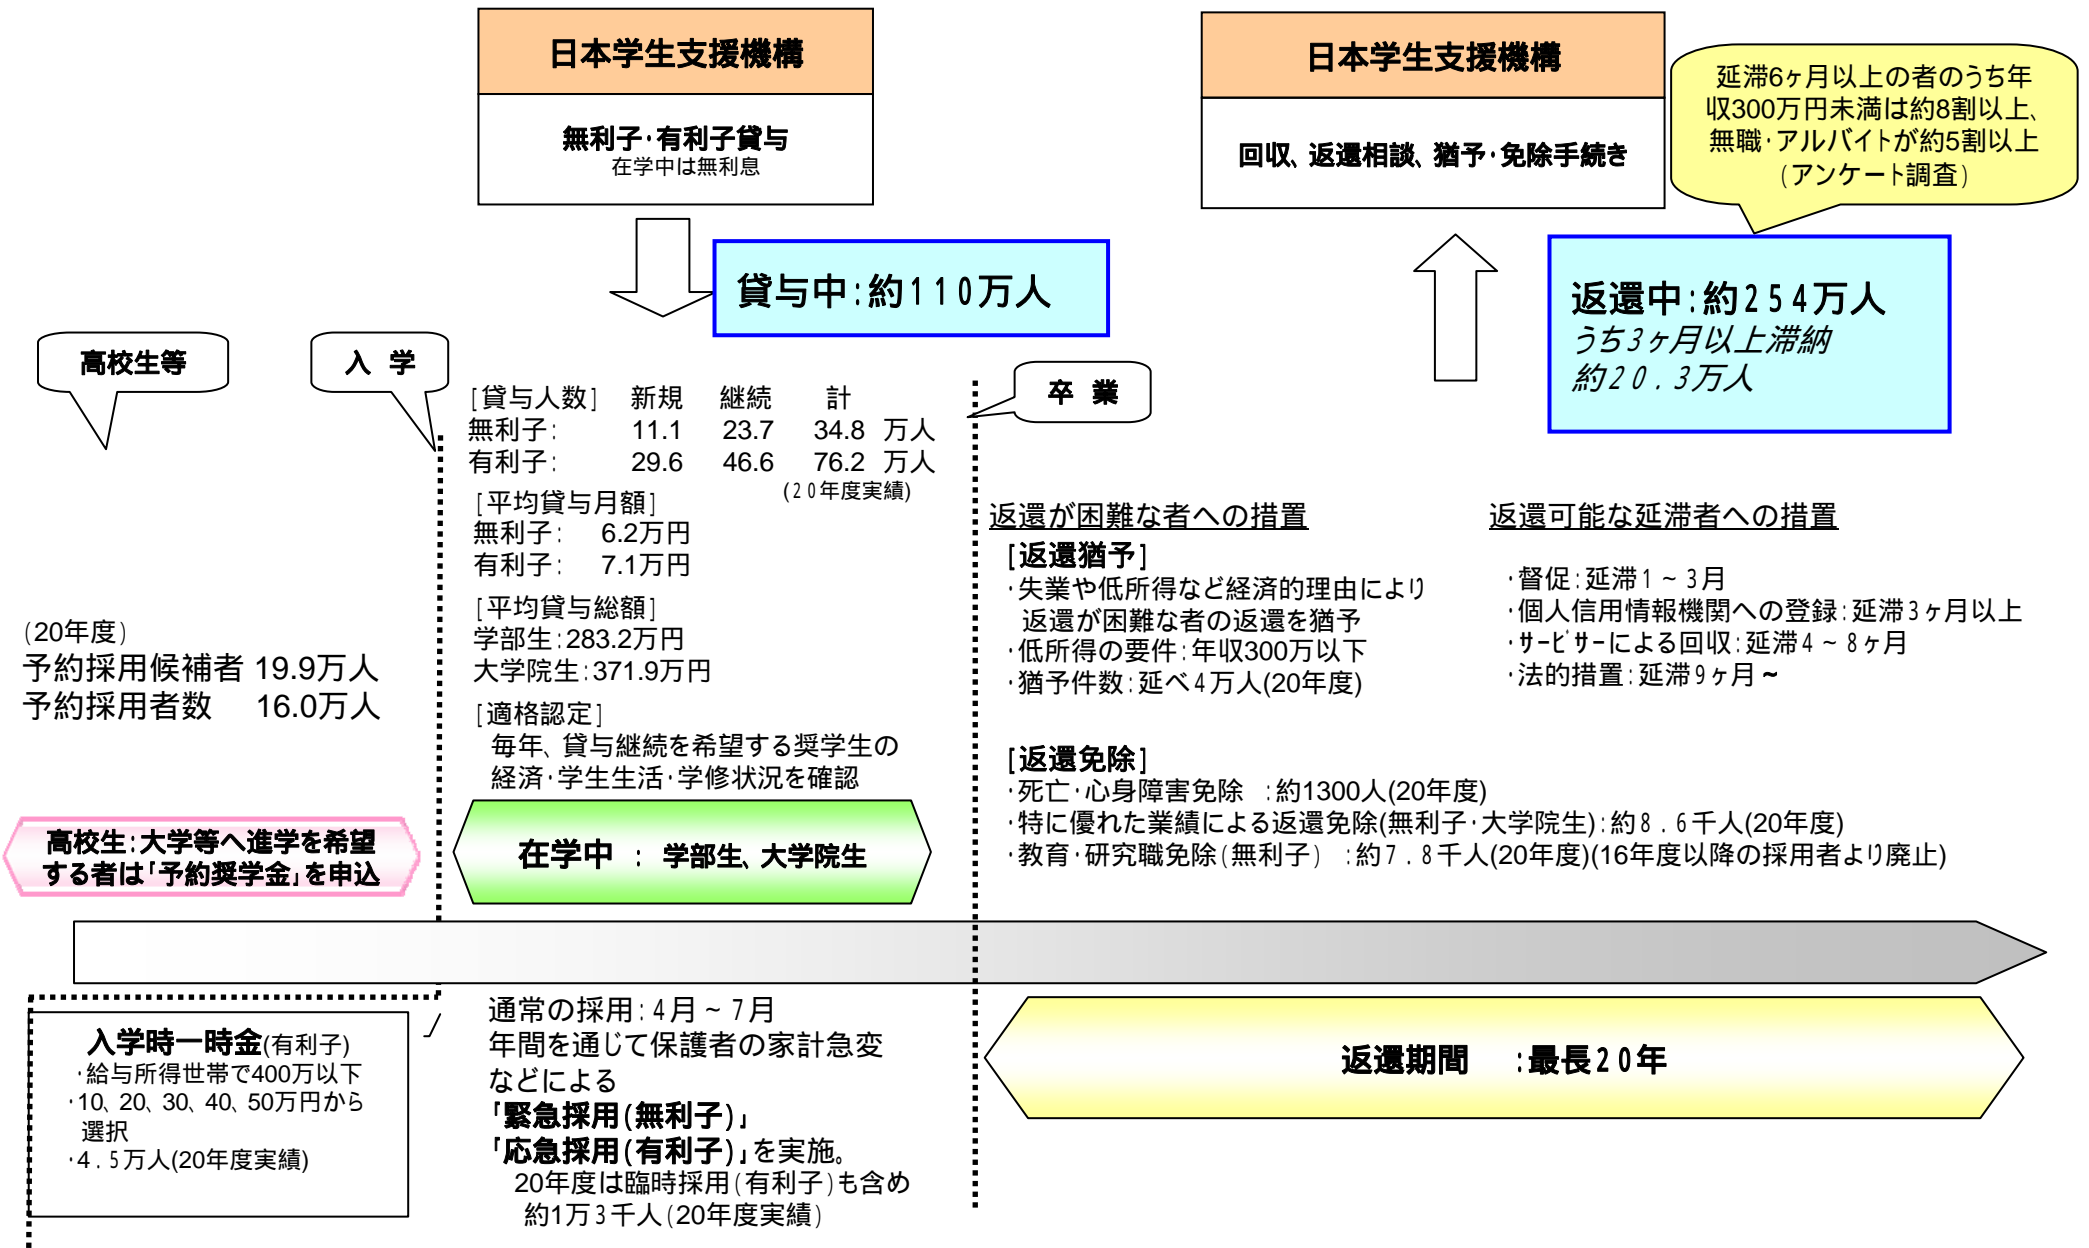 日本学生支援機構
無利子･有利子貸与
在学中は無利息
日本学生支援機構
回収、返還相談、猶予･免除手続き
延滞6ヶ月以上の者のうち年
収300万円未満は約8割以上、
無職･アルバイトが約5割以上
(アンケート調査)
貸与中:約110万人
返還中:約254万人
うち3ヶ月以上滞納
約20.3万人
高校生等
入 学
卒 業
[貸与人数] 新規 継続 計
無利子: 11.1 23.7 34.8 万人
有利子: 29.6 46.6 76.2 万人
(20年度実績)
[平均貸与月額]
無利子: 6.2万円
有利子: 7.1万円
[平均貸与総額]
学部生:283.2万円
大学院生:371.9万円
[適格認定]
毎年、貸与継続を希望する奨学生の
経済･学生生活･学修状況を確認
(20年度)
予約採用候補者 19.9万人
予約採用者数 16.0万人
返還が困難な者への措置
[返還猶予]
･失業や低所得など経済的理由により
返還が困難な者の返還を猶予
･低所得の要件:年収300万以下
･猶予件数:延べ4万人(20年度)
返還可能な延滞者への措置
･督促:延滞1~3月
･個人信用情報機関への登録:延滞3ヶ月以上
･ｻｰﾋﾞｻｰによる回収:延滞4~8ヶ月
･法的措置:延滞9ヶ月~
[返還免除]
･死亡･心身障害免除 :約1300人(20年度)
･特に優れた業績による返還免除(無利子･大学院生):約8.6千人(20年度)
･教育･研究職免除(無利子) :約7.8千人(20年度)(16年度以降の採用者より廃止)
高校生:大学等へ進学を希望
する者は｢予約奨学金｣を申込
在学中 : 学部生、大学院生
入学時一時金(有利子)
･給与所得世帯で400万以下
･10、20、30、40、50万円から
選択
･4.5万人(20年度実績)
通常の採用:4月~7月
年間を通じて保護者の家計急変
などによる
｢緊急採用(無利子)｣
｢応急採用(有利子)｣を実施。
20年度は臨時採用(有利子)も含め
約1万3千人(20年度実績)
返還期間 :最長20年